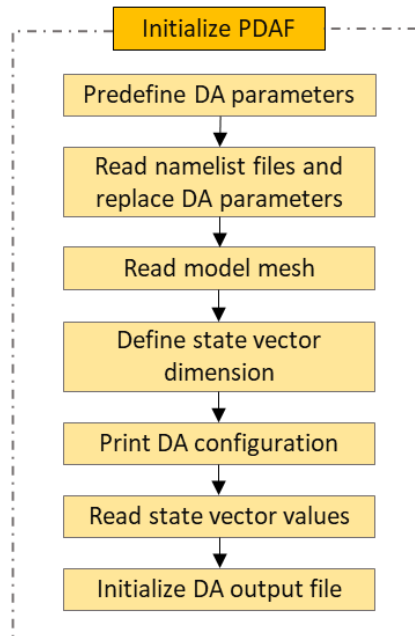 Initialize PDAF
Predefine DA parameters
Read namelist files and
replace DA parameters
Read model mesh
Define state vector
dimension
Print DA configuration
Read state vector values
Initialize DA output file